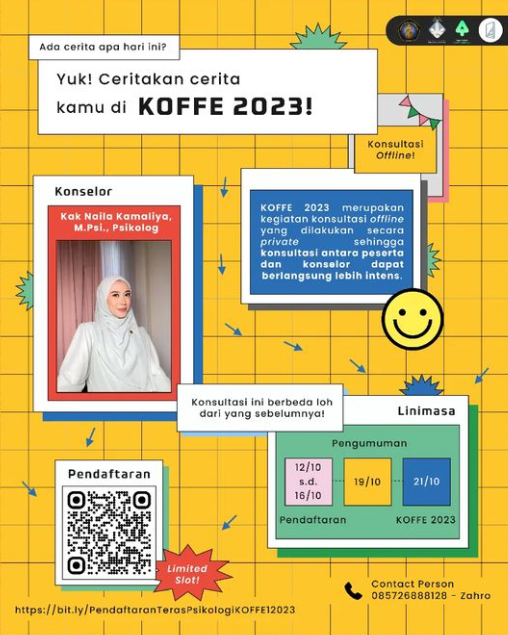 Ada cerita apa hari ini?
Yuk! Ceritakan cerita
kamu di KOFFE 2023!
Konsultasi
Offline!
Konselor
Kak Naila Kamaliya,
M.Psi., Psikolog
KOFFE 2023 merupakan
kegiatan konsultasi offline
yang dilakukan secara
private sehingga
konsultasi antara peserta
dan konselor dapat
berlangsung lebih intens.
Konsultasi ini berbeda loh
dari yang sebelumnya!
Linimasa
Pengumuman
12/10
s.d.
16/10
19/10
21/10
Pendaftaran
KOFFE 2023
Pendaftaran
Limited
Slot!
https://bit.ly/PendaftaranTerasPsikologiKOFFE12023
Contact Person
085726888128 - Zahro